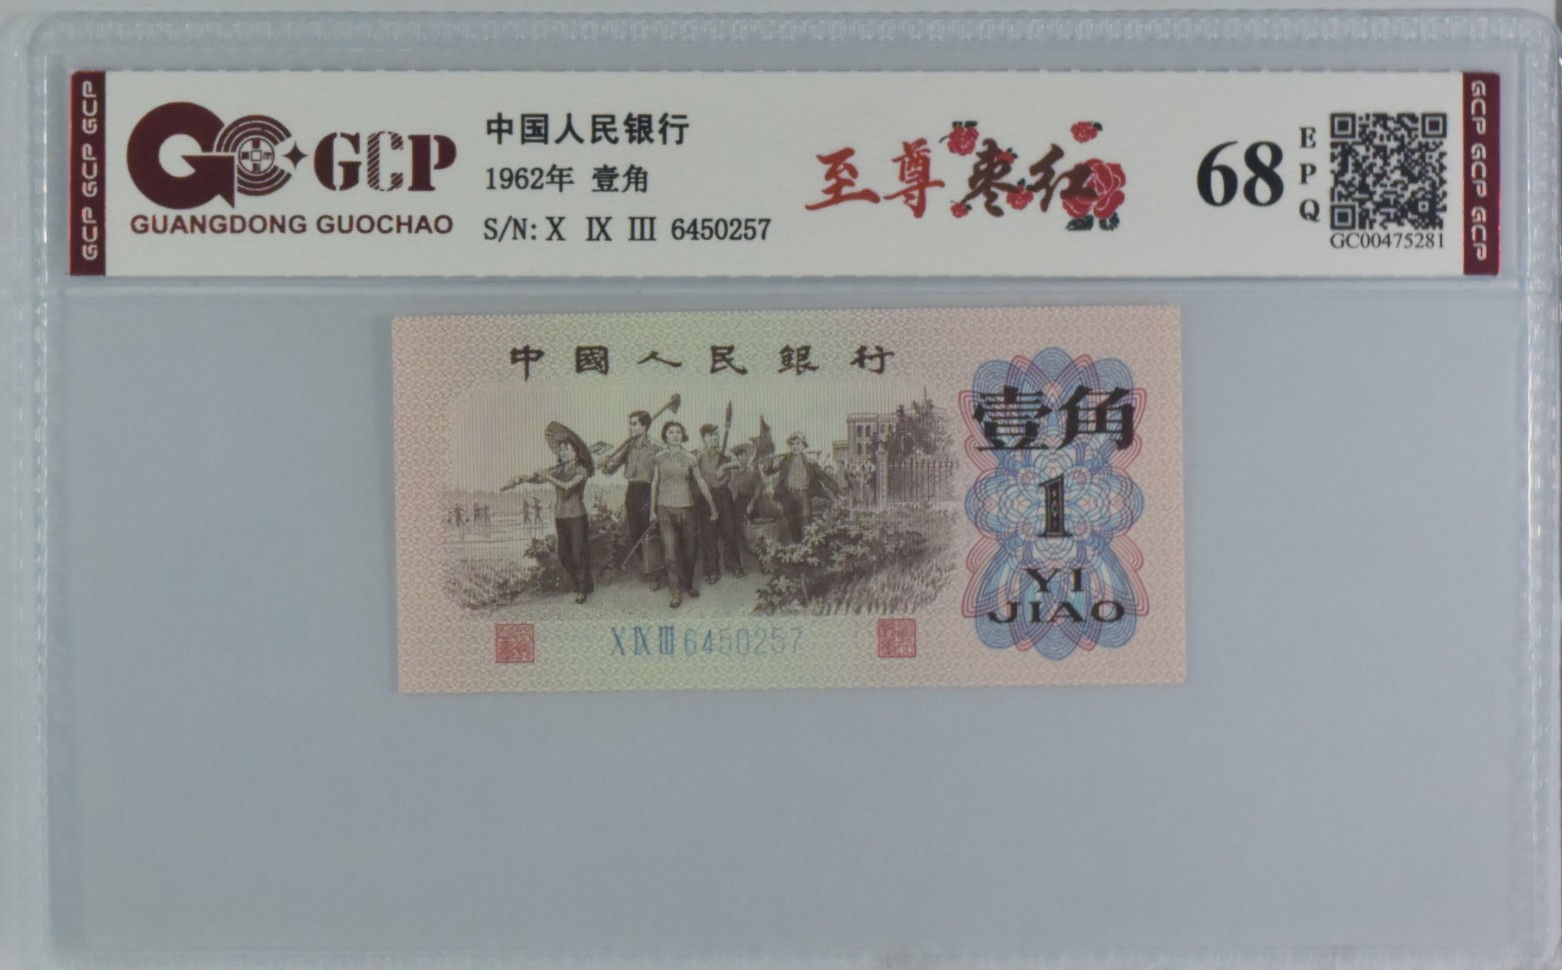 GCP GCP GCP
GCP
GUANGDONG GUOCHAO
中国人民银行
1962年 壹角
S/N: X IX III 6450257
至尊枣红
68
EPQ
GC00475281
GCP GCP GCP
中國人民銀行
壹角
1
YI
JIAO
X IX III 6450257